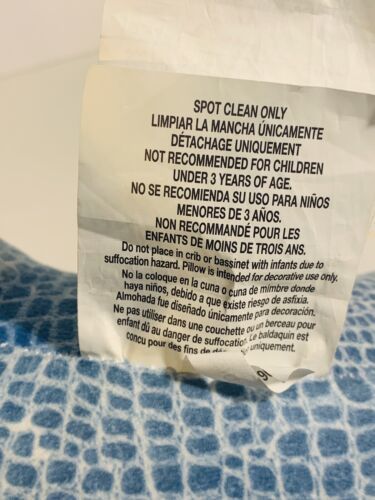 SPOT CLEAN ONLY
LIMPIAR LA MANCHA ÚNICAMENTE
DÉTACHAGE UNIQUEMENT
NOT RECOMMENDED FOR CHILDREN
UNDER 3 YEARS OF AGE.
NO SE RECOMIENDA SU USO PARA NIÑOS
MENORES DE 3 AÑOS.
NON RECOMMANDÉ POUR LES
ENFANTS DE MOINS DE TROIS ANS.
Do not place in crib or bassinet with infants due to
suffocation hazard. Pillow is intended for decorative use only.
No la coloque en la cuna o cuna de mimbre donde
haya niños, debido a que existe riesgo de asfixia.
Almohada fue diseñado únicamente para decoración.
Ne pas utiliser dans une couchette ou un berceau pour
enfant dû au danger de suffocation. Le baldaquin est
conçu pour des fins de uniquement.